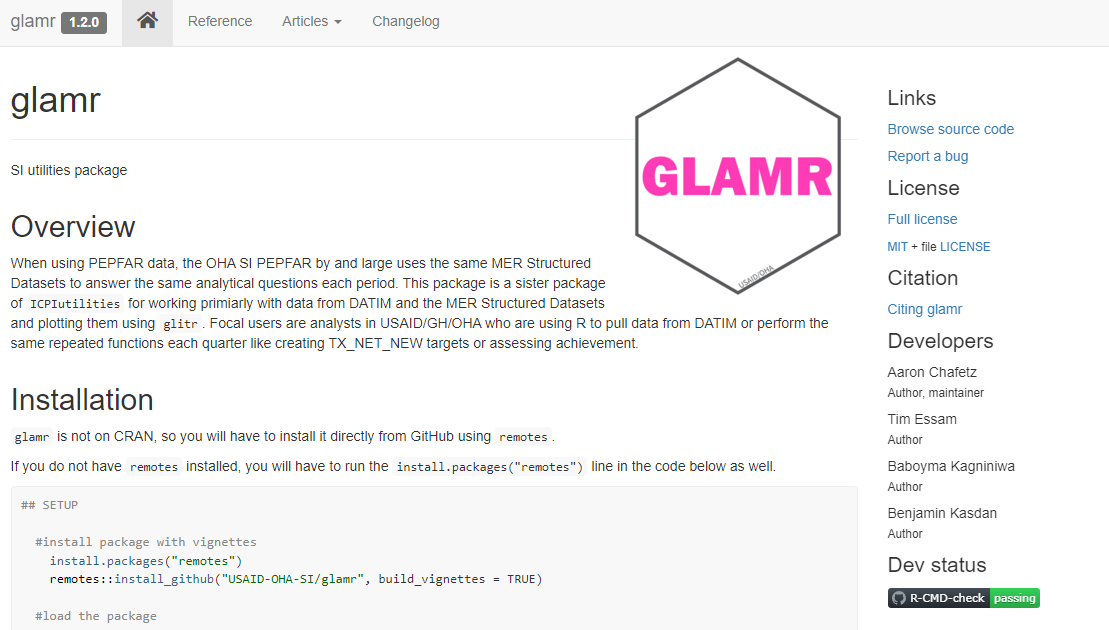 glamr 1.2.0 Reference Articles Changelog
glamr
SI utilities package
GLAMR
USAID/OHA
Overview
When using PEPFAR data, the OHA SI PEPFAR by and large uses the same MER Structured
Datasets to answer the same analytical questions each period. This package is a sister package
of ICPIutilities for working primiarly with data from DATIM and the MER Structured Datasets
and plotting them using glitr . Focal users are analysts in USAID/GH/OHA who are using R to pull data from DATIM or perform the
same repeated functions each quarter like creating TX_NET_NEW targets or assessing achievement.
Installation
glamr is not on CRAN, so you will have to install it directly from GitHub using remotes .
If you do not have remotes installed, you will have to run the install.packages("remotes") line in the code below as well.
## SETUP
#install package with vignettes
install.packages("remotes")
remotes::install_github("USAID-OHA-SI/glamr", build_vignettes = TRUE)
#load the package
Links
Browse source code
Report a bug
License
Full license
MIT + file LICENSE
Citation
Citing glamr
Developers
Aaron Chafetz
Author, maintainer
Tim Essam
Author
Baboyma Kagniniwa
Author
Benjamin Kasdan
Author
Dev status
R-CMD-check passing